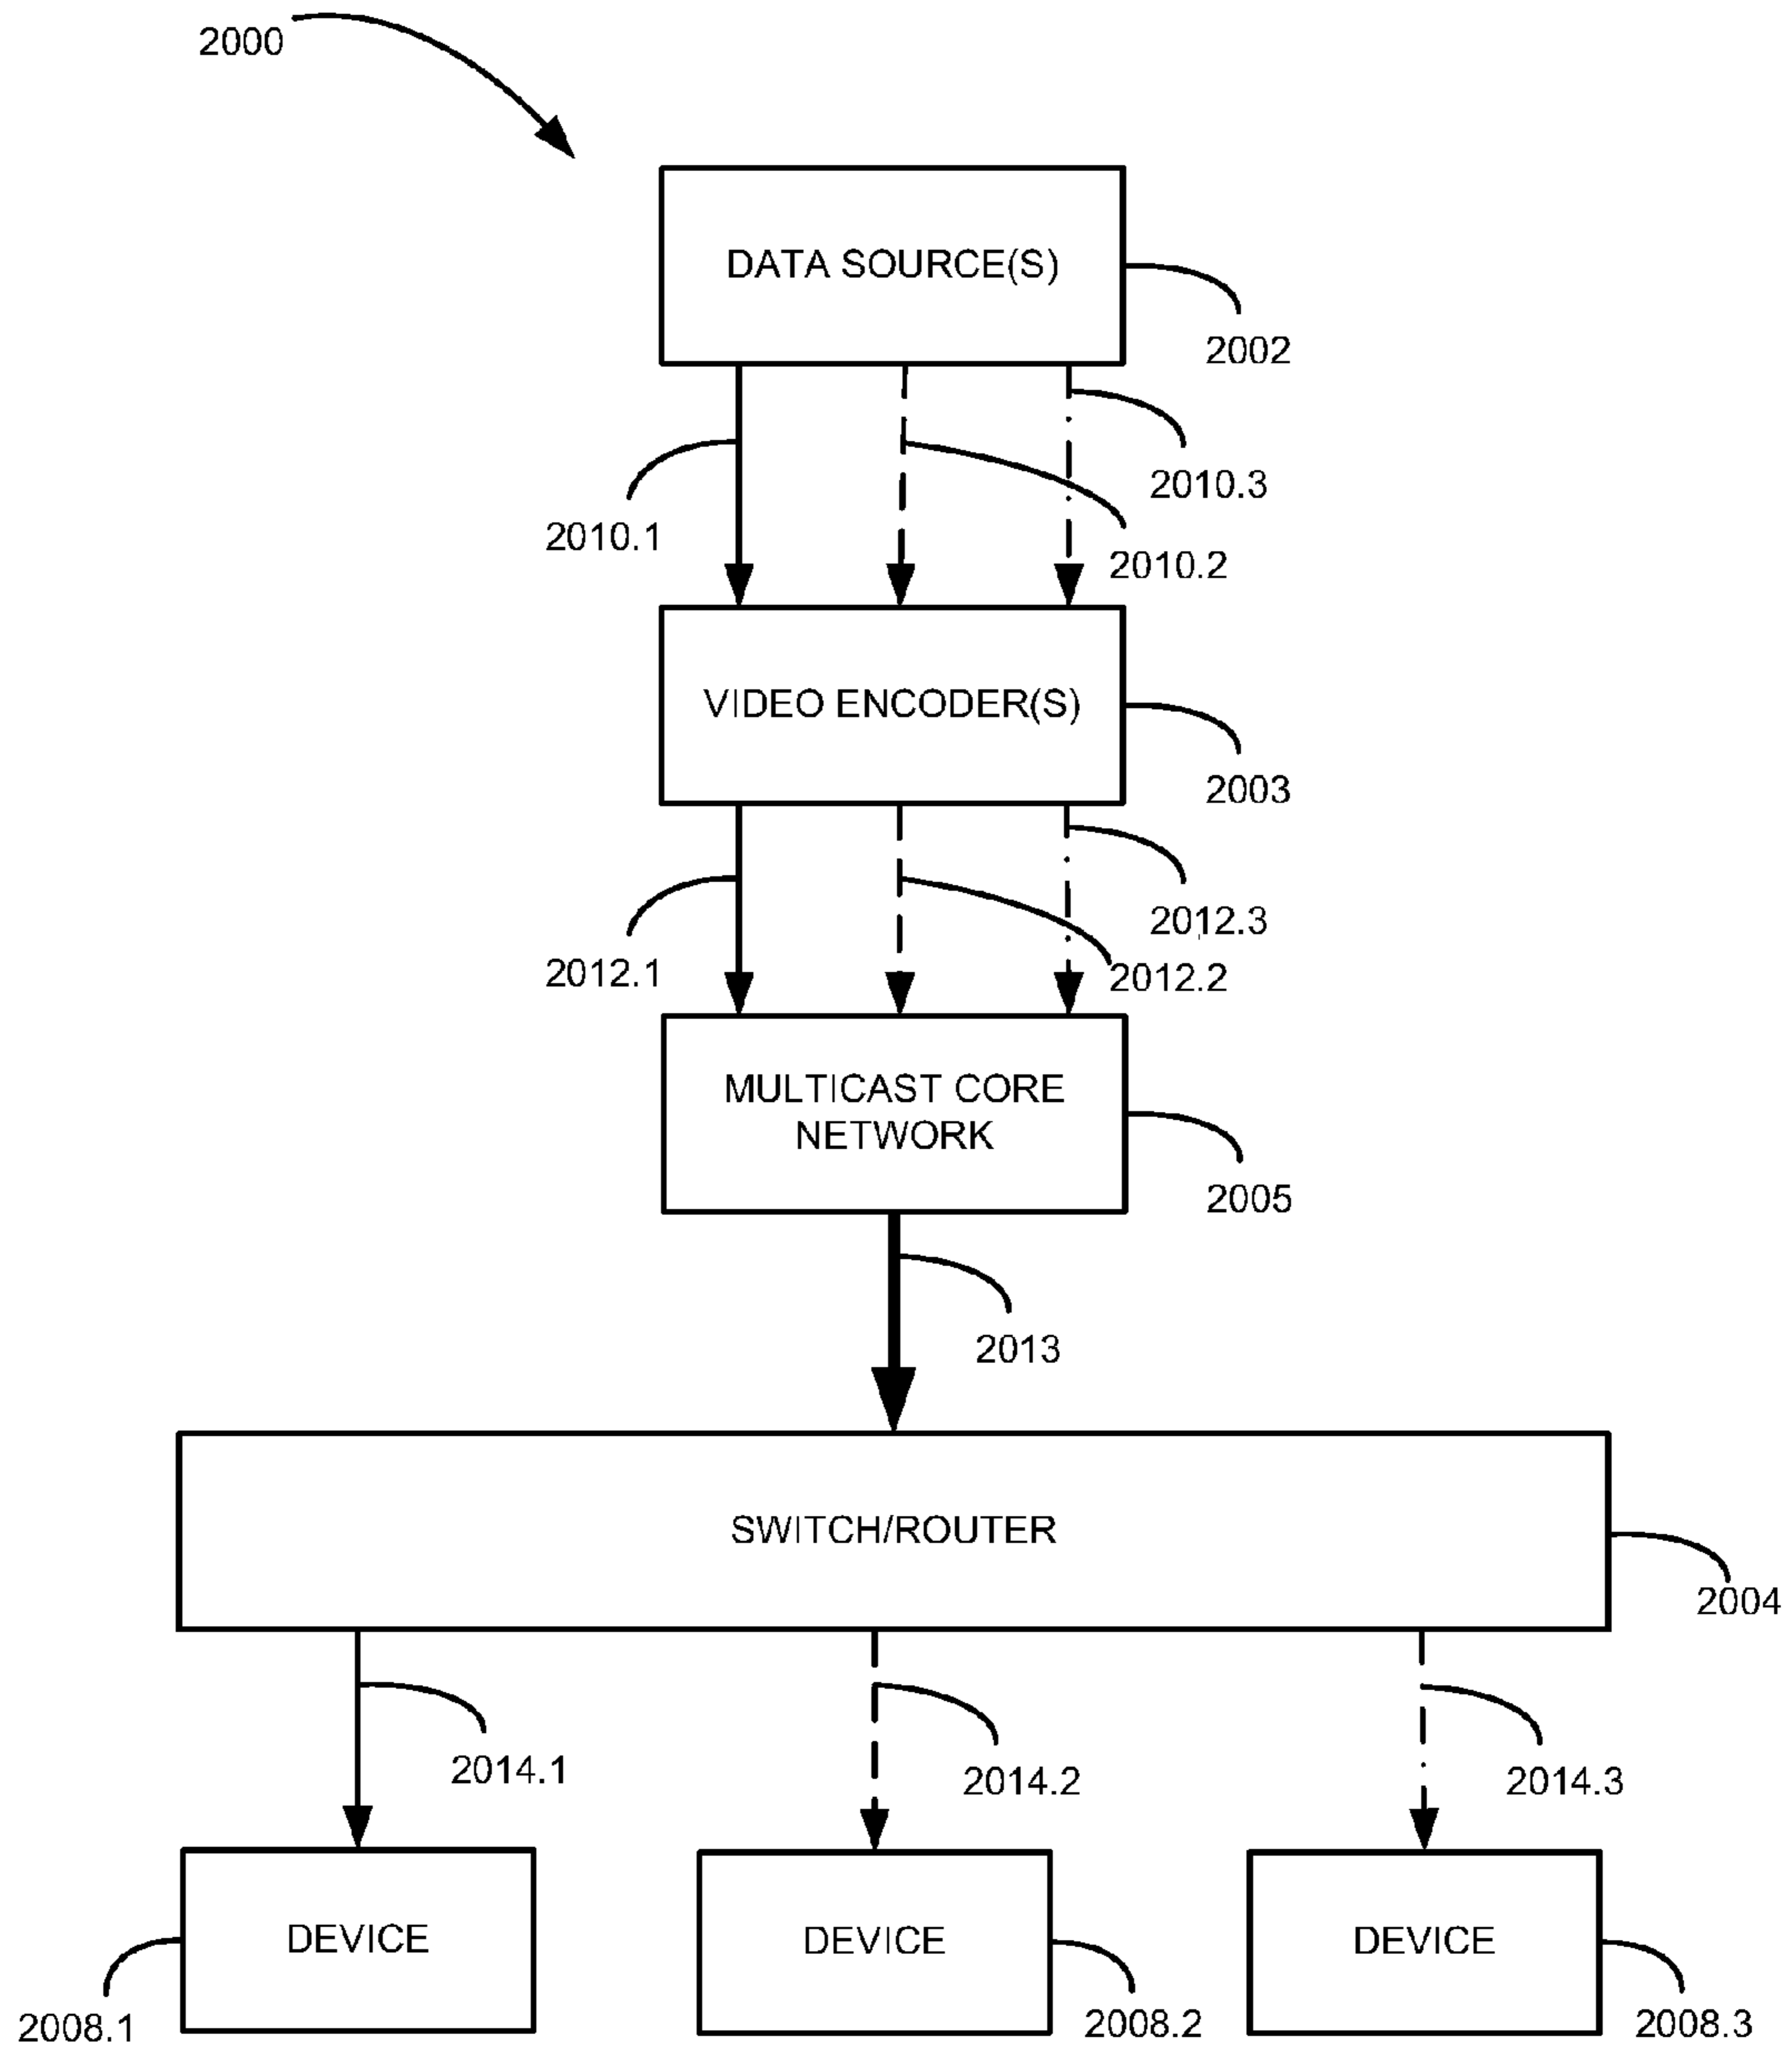 2000
DATA SOURCE(S)
2002
2010.1
2010.3
2010.2
VIDEO ENCODER(S)
2003
2012.1
2012.3
2012.2
MULTICAST CORE
NETWORK
2005
2013
SWITCH/ROUTER
2004
2014.1
2014.2
2014.3
DEVICE
DEVICE
DEVICE
2008.1
2008.2
2008.3